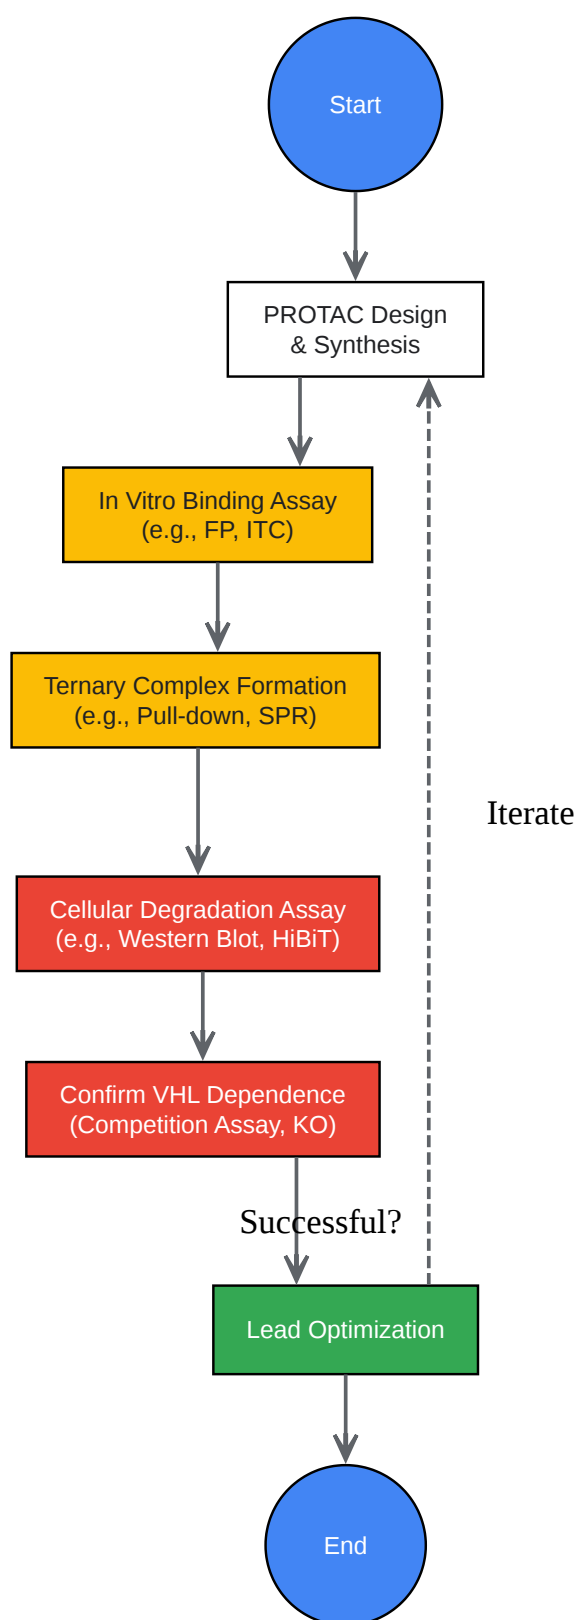 Start
PROTAC Design
& Synthesis
In Vitro Binding Assay
(e.g., FP, ITC)
Ternary Complex Formation
(e.g., Pull-down, SPR)
Iterate
Cellular Degradation Assay
(e.g., Western Blot, HiBiT)
Confirm VHL Dependence
(Competition Assay, KO)
Successful?
Lead Optimization
End